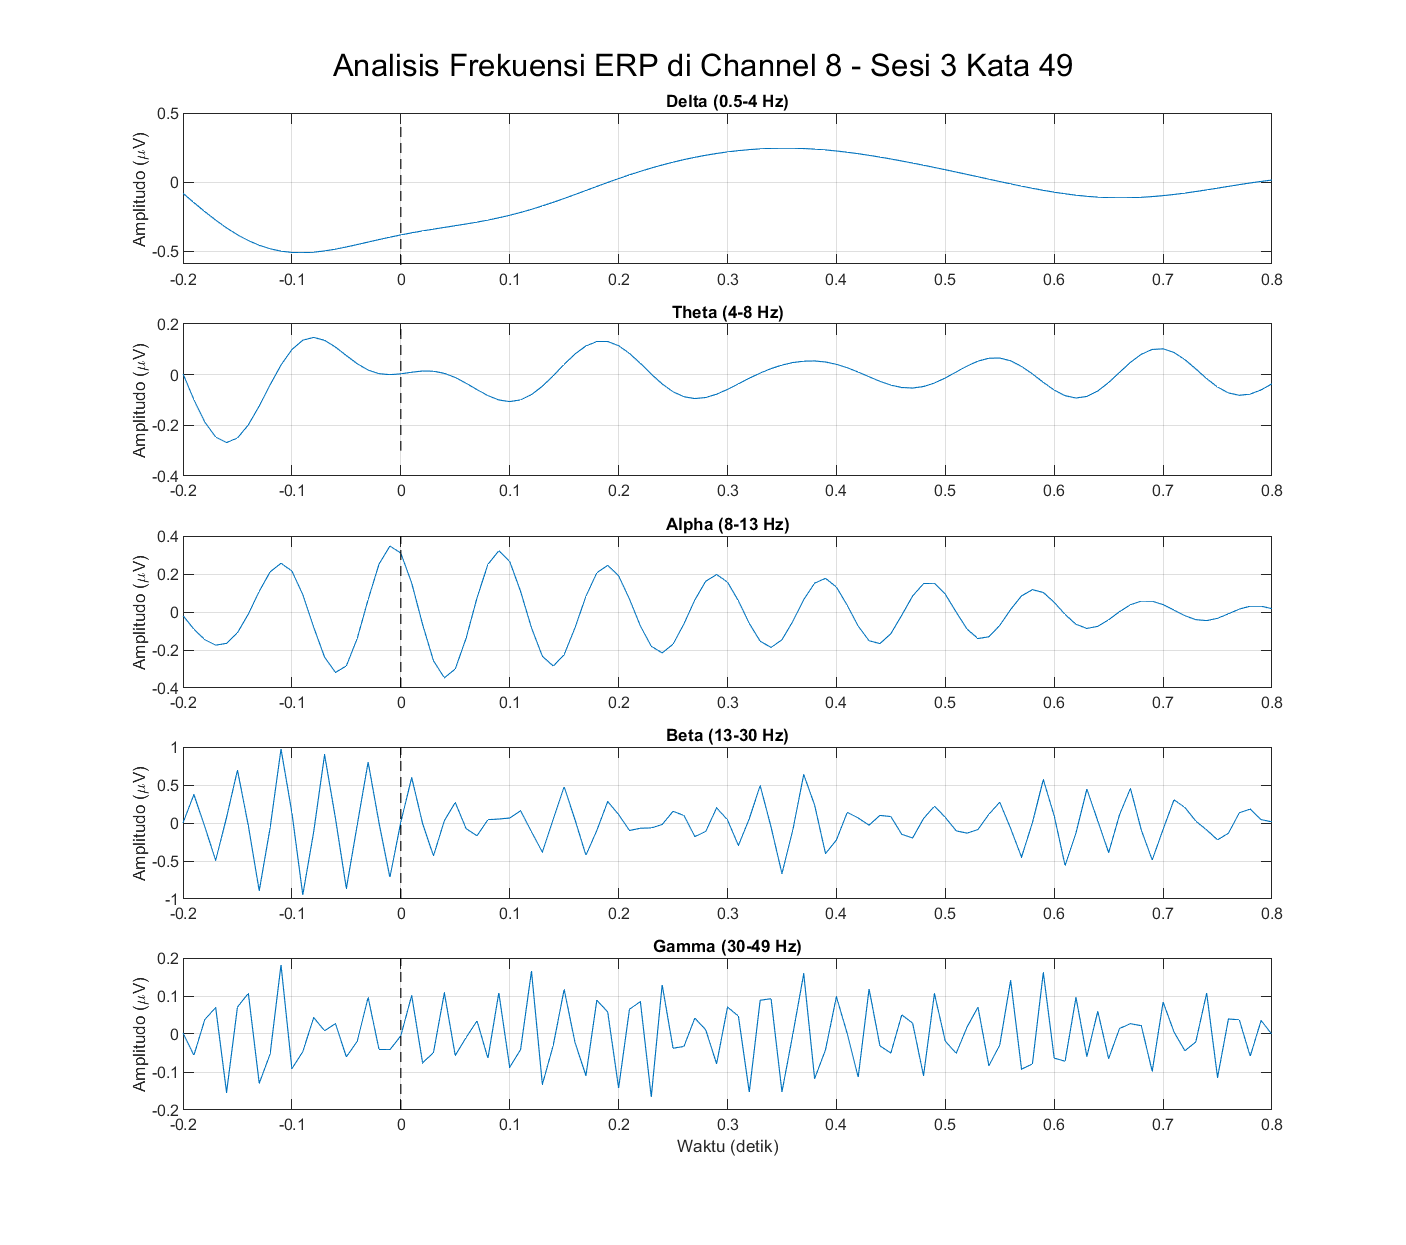 Analisis Frekuensi ERP di Channel 8 - Sesi 3 Kata 49
Delta (0.5-4 Hz)
Amplitudo (μV)
0.5
0
-0.5
-0.2 -0.1 0 0.1 0.2 0.3 0.4 0.5 0.6 0.7 0.8
Theta (4-8 Hz)
Amplitudo (μV)
0.2
0
-0.2
-0.4
-0.2 -0.1 0 0.1 0.2 0.3 0.4 0.5 0.6 0.7 0.8
Alpha (8-13 Hz)
Amplitudo (μV)
0.4
0.2
0
-0.2
-0.4
-0.2 -0.1 0 0.1 0.2 0.3 0.4 0.5 0.6 0.7 0.8
Beta (13-30 Hz)
Amplitudo (μV)
1
0.5
0
-0.5
-1
-0.2 -0.1 0 0.1 0.2 0.3 0.4 0.5 0.6 0.7 0.8
Gamma (30-49 Hz)
Amplitudo (μV)
0.2
0.1
0
-0.1
-0.2
-0.2 -0.1 0 0.1 0.2 0.3 0.4 0.5 0.6 0.7 0.8
Waktu (detik)